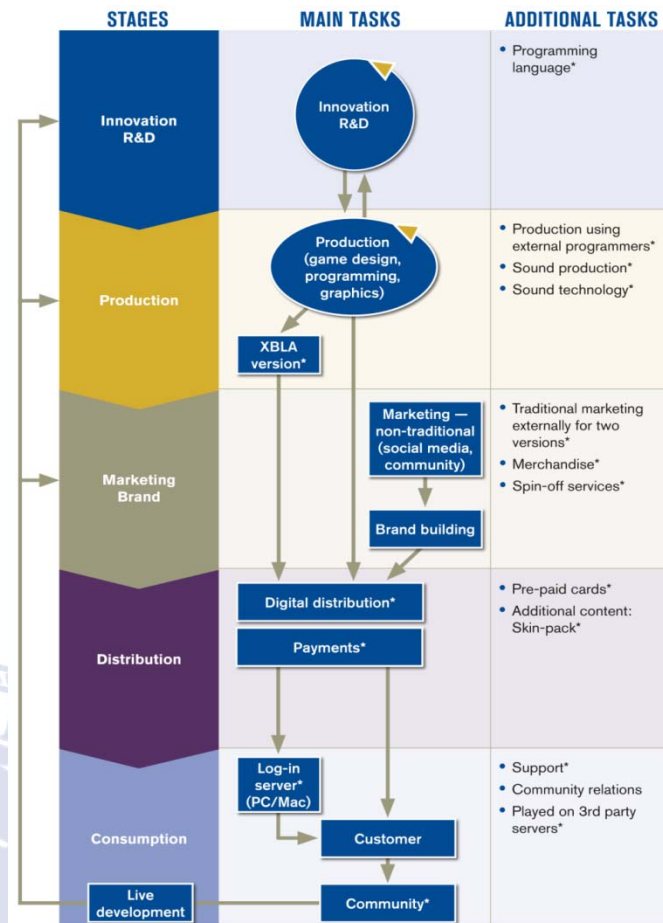 STAGES
MAIN TASKS
ADDITIONAL TASKS
Innovation
R&D
Innovation
R&D
• Programming
language*
Production
Production
(game design,
programming,
graphics)
XBLA
version*
• Production using
external programmers*
• Sound production*
• Sound technology*
Marketing
Brand
Marketing —
non-traditional
(social media,
community)
Brand building
• Traditional marketing
externally for two
versions*
• Merchandise*
• Spin-off services*
Distribution
Digital distribution*
Payments*
• Pre-paid cards*
• Additional content:
Skin-pack*
Consumption
Log-in
server*
(PC/Mac)
Customer
Community*
Live
development
• Support*
• Community relations
• Played on 3rd party
servers*